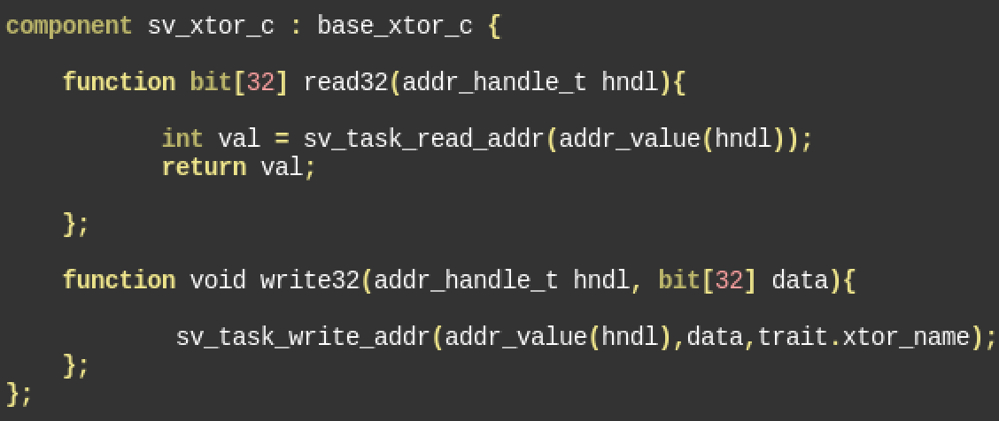 component sv_xtor_c : base_xtor_c {
function bit[32] read32(addr_handle_t hndl){
int val = sv_task_read_addr(addr_value(hndl));
return val;
};
function void write32(addr_handle_t hndl, bit[32] data){
sv_task_write_addr(addr_value(hndl),data,trait.xtor_name);
};
};